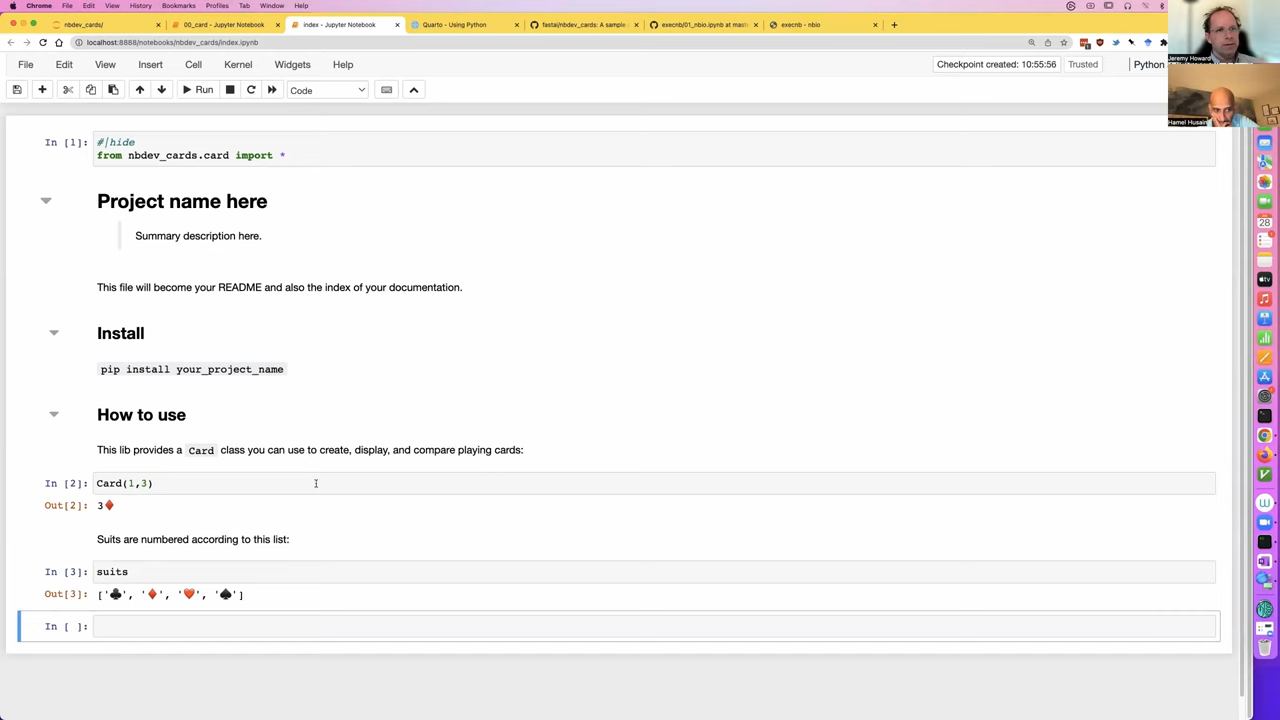 Chrome File Edit View History Bookmarks Profiles Tab Window Help
nbdev_cards/ 00_card - Jupyter Notebook index - Jupyter Notebook Quarto - Using Python fastai/nbdev_cards: A sample execnb/01_nbio.ipynb at mas execnb - nbio
localhost:8888/notebooks/nbdev_cards/index.ipynb
Jeremy Howard
File Edit View Insert Cell Kernel Widgets Help Checkpoint created: 10:55:56 Trusted Python
Run Code
Hamel Husain
In [1]: #|hide
from nbdev_cards.card import *
Project name here
Summary description here.
28
This file will become your README and also the index of your documentation.
Install
pip install your_project_name
How to use
This lib provides a Card class you can use to create, display, and compare playing cards:
In [2]: Card(1,3)
Out[2]: 3♦️
Suits are numbered according to this list:
In [3]: suits
Out[3]: ['♣️', '♦️', '♥️', '♠️']
In [ ]: